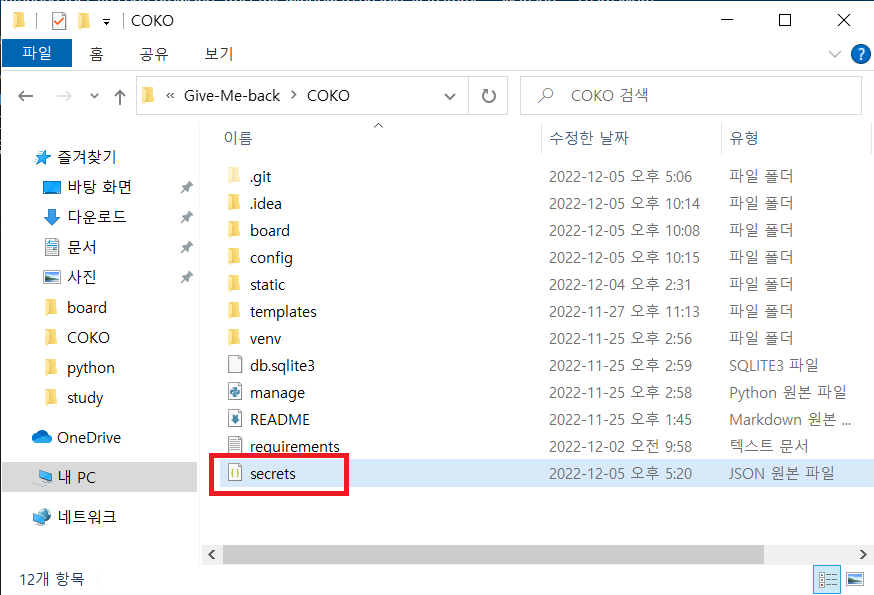 COKO
파일 홈 공유 보기
« Give-Me-back > COKO
COKO 검색
즐겨찾기
바탕 화면
다운로드
문서
사진
board
COKO
python
study
OneDrive
내 PC
네트워크
이름 수정한 날짜 유형
.git 2022-12-05 오후 5:06 파일 폴더
.idea 2022-12-05 오후 10:14 파일 폴더
board 2022-12-05 오후 10:08 파일 폴더
config 2022-12-05 오후 10:15 파일 폴더
static 2022-12-04 오후 2:31 파일 폴더
templates 2022-11-27 오후 11:13 파일 폴더
venv 2022-11-25 오후 2:56 파일 폴더
db.sqlite3 2022-11-25 오후 2:59 SQLITE3 파일
manage 2022-11-25 오후 2:58 Python 원본 파일
README 2022-11-25 오후 1:45 Markdown 원본 ...
requirements 2022-12-02 오전 9:58 텍스트 문서
secrets 2022-12-05 오후 5:20 JSON 원본 파일
12개 항목